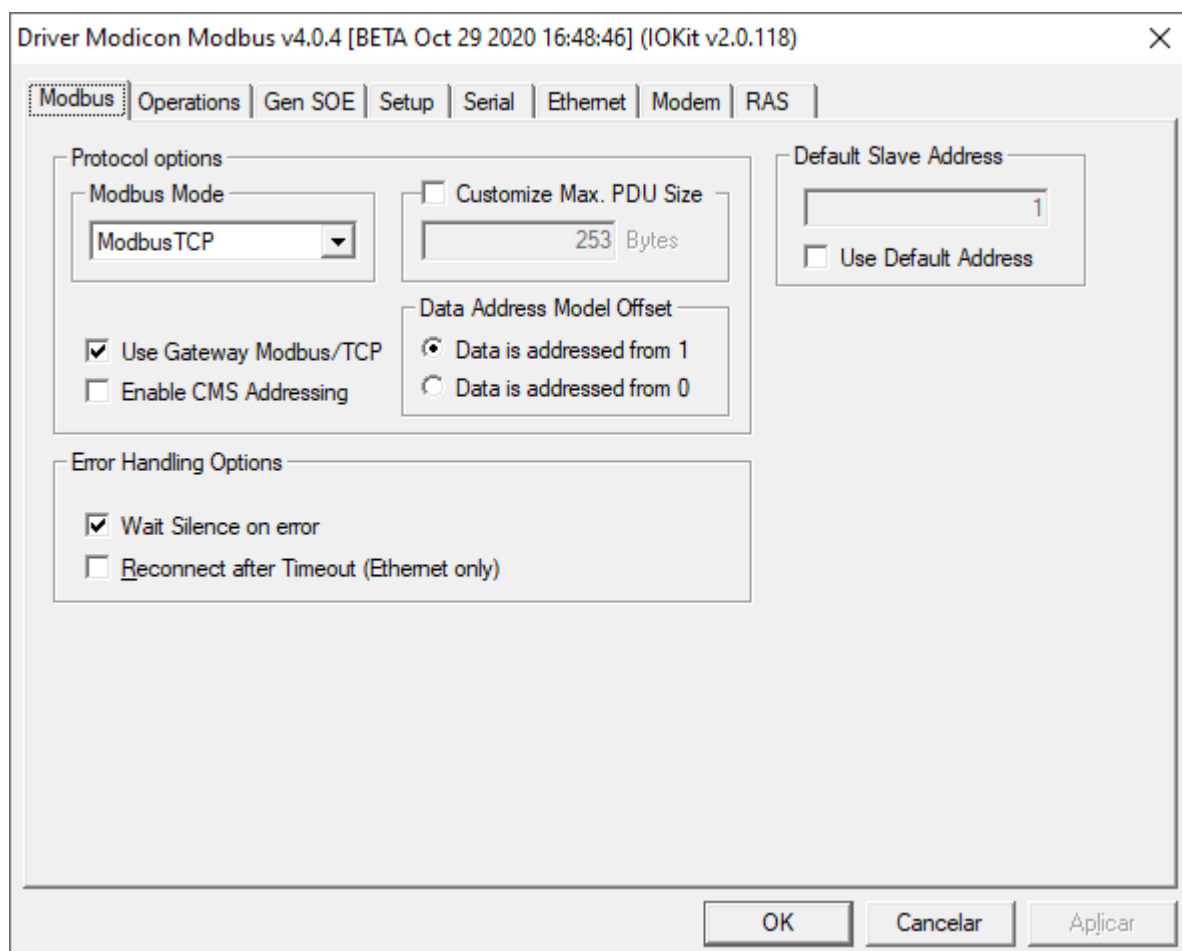 Driver Modicon Modbus v4.0.4 [BETA Oct 29 2020 16:48:46] (IOKit v2.0.118)
Modbus Operations Gen SOE Setup Serial Ethernet Modem RAS
Protocol options
Modbus Mode
ModbusTCP
Customize Max. PDU Size
253 Bytes
Use Gateway Modbus/TCP
Enable CMS Addressing
Data Address Model Offset
Data is addressed from 1
Data is addressed from 0
Default Slave Address
1
Use Default Address
Error Handling Options
Wait Silence on error
Reconnect after Timeout (Ethernet only)
OK Cancelar Aplicar